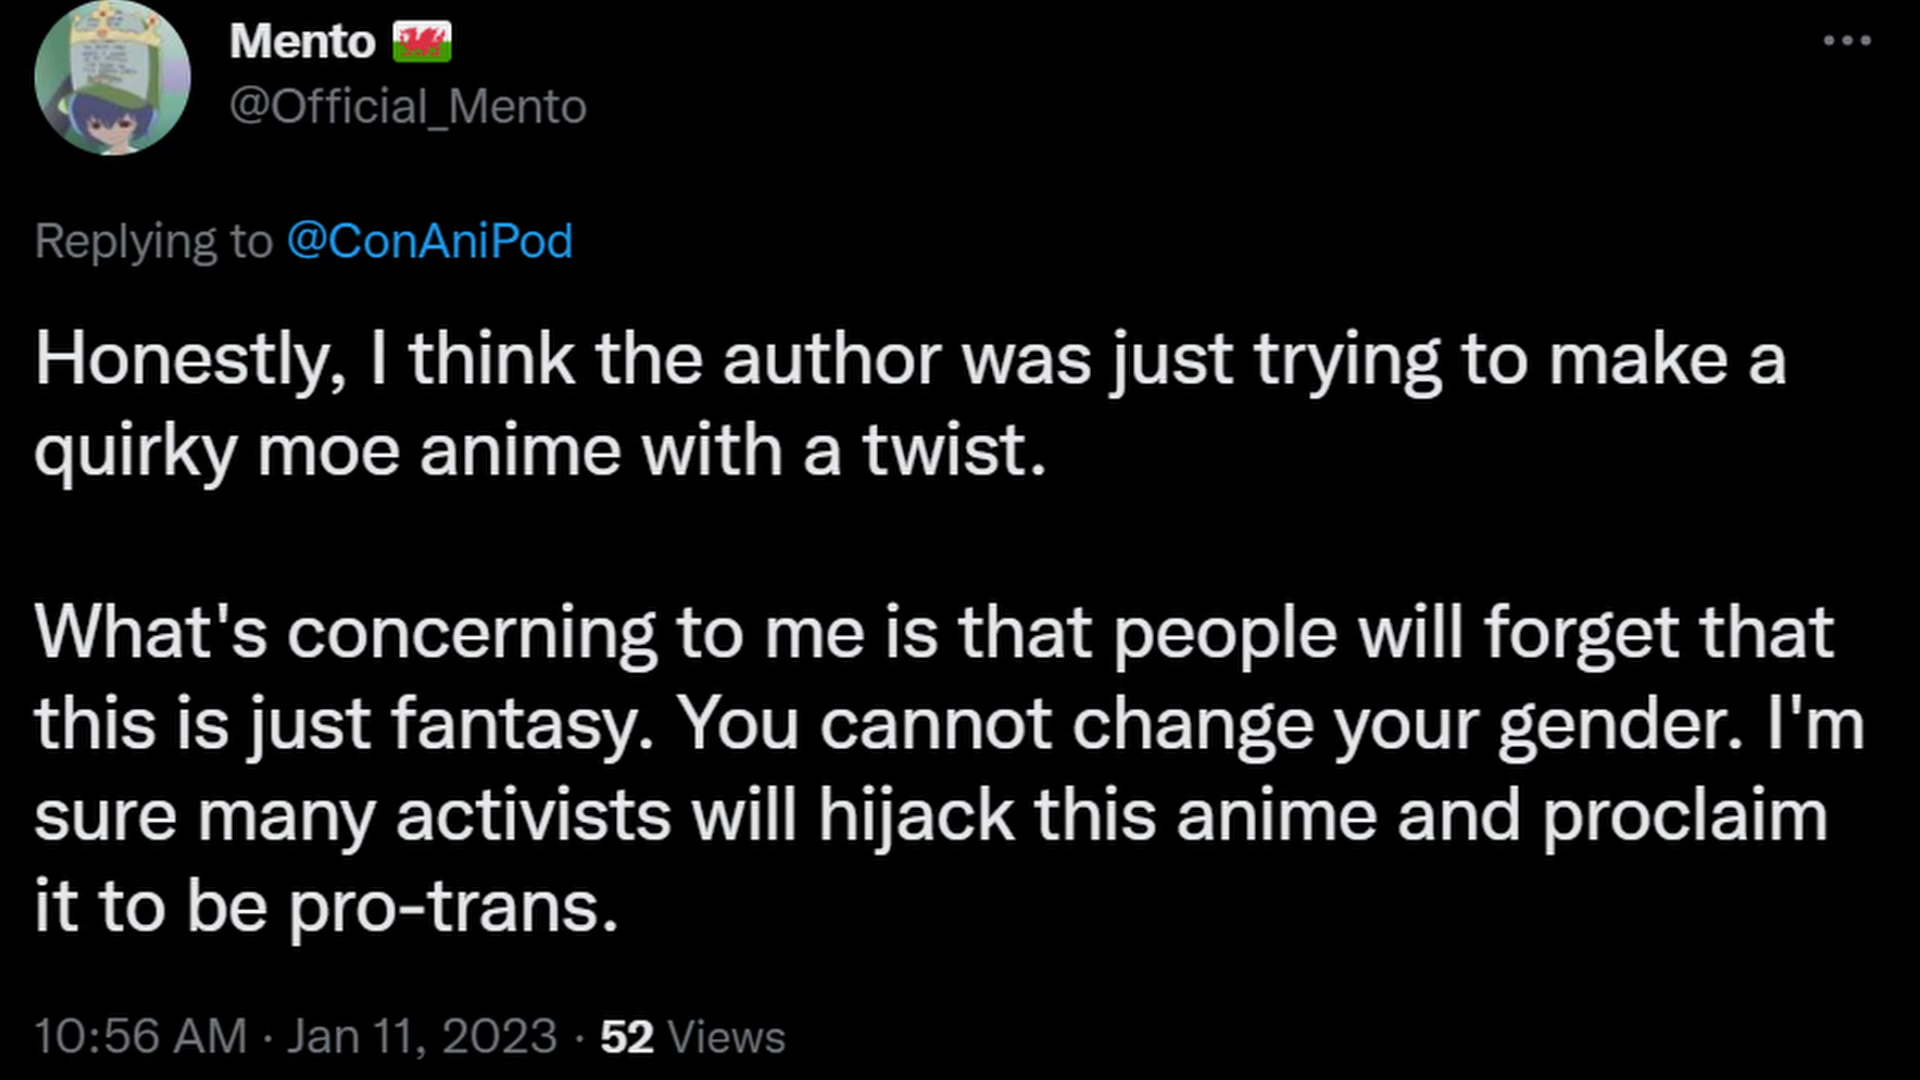 Mento
@Official_Mento
Replying to @ConAniPod
Honestly, I think the author was just trying to make a
quirky moe anime with a twist.
What's concerning to me is that people will forget that
this is just fantasy. You cannot change your gender. I'm
sure many activists will hijack this anime and proclaim
it to be pro-trans.
10:56 AM · Jan 11, 2023 · 52 Views